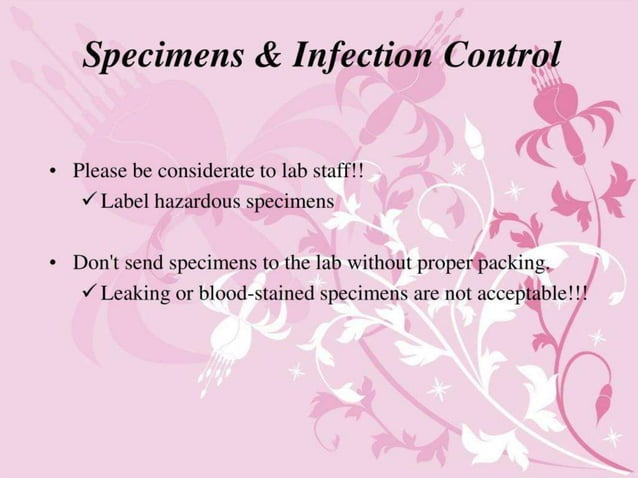 Specimens & Infection Control
• Please be considerate to lab staff!!
✓Label hazardous specimens
• Don't send specimens to the lab without proper packing.
✓Leaking or blood-stained specimens are not acceptable!!!